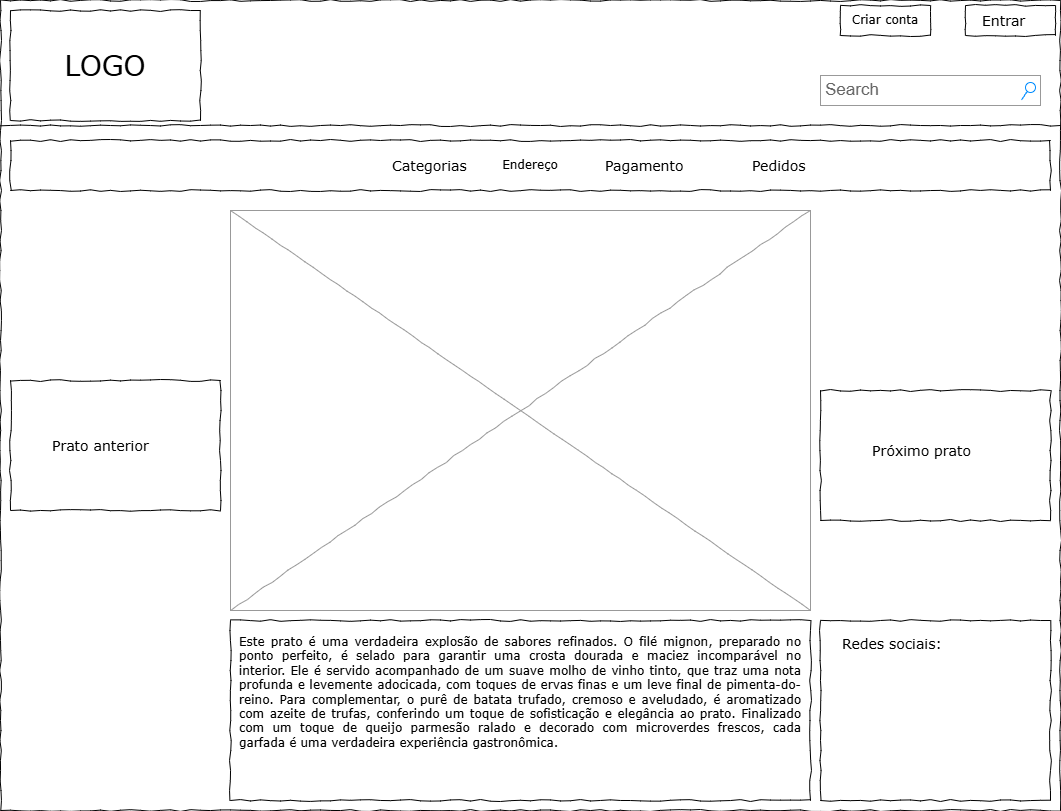 LOGO
Criar conta
Entrar
Search
Categorias
Endereço
Pagamento
Pedidos
Prato anterior
Próximo prato
Este prato é uma verdadeira explosão de sabores refinados. O filé mignon, preparado no
ponto perfeito, é selado para garantir uma crosta dourada e maciez incomparável no
interior. Ele é servido acompanhado de um suave molho de vinho tinto, que traz uma nota
profunda e levemente adocicada, com toques de ervas finas e um leve final de pimenta-do-
reino. Para complementar, o purê de batata trufado, cremoso e aveludado, é aromatizado
com azeite de trufas, conferindo um toque de sofisticação e elegância ao prato. Finalizado
com um toque de queijo parmesão ralado e decorado com microverdes frescos, cada
garfada é uma verdadeira experiência gastronômica.
Redes sociais: